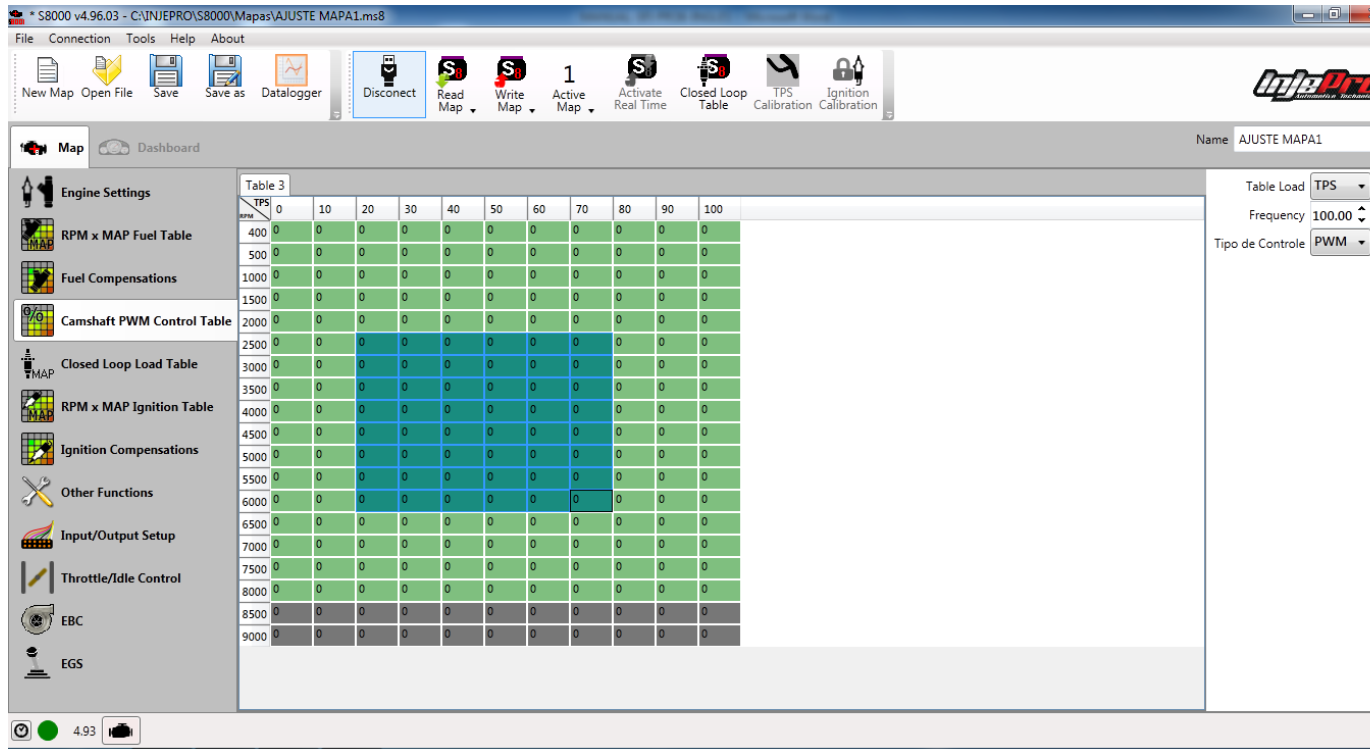 * S8000 v4.96.03 - C:\INJEPRO\S8000\Mapas\AJUSTE MAPA1.ms8
File Connection Tools Help About
New Map Open File Save Save as Datalogger Disconect Read Map Write Map 1 Active Map Activate Real Time Closed Loop Table TPS Calibration Ignition Calibration
Map Dashboard Name AJUSTE MAPA1
Engine Settings
RPM x MAP Fuel Table
Fuel Compensations
% Camshaft PWM Control Table
MAP Closed Loop Load Table
RPM x MAP Ignition Table
Ignition Compensations
Other Functions
Input/Output Setup
Throttle/Idle Control
EBC
EGS
Table 3
TPS RPM 0 10 20 30 40 50 60 70 80 90 100
400 0 0 0 0 0 0 0 0 0 0 0
500 0 0 0 0 0 0 0 0 0 0 0
1000 0 0 0 0 0 0 0 0 0 0 0
1500 0 0 0 0 0 0 0 0 0 0 0
2000 0 0 0 0 0 0 0 0 0 0 0
2500 0 0 0 0 0 0 0 0 0 0 0
3000 0 0 0 0 0 0 0 0 0 0 0
3500 0 0 0 0 0 0 0 0 0 0 0
4000 0 0 0 0 0 0 0 0 0 0 0
4500 0 0 0 0 0 0 0 0 0 0 0
5000 0 0 0 0 0 0 0 0 0 0 0
5500 0 0 0 0 0 0 0 0 0 0 0
6000 0 0 0 0 0 0 0 0 0 0 0
6500 0 0 0 0 0 0 0 0 0 0 0
7000 0 0 0 0 0 0 0 0 0 0 0
7500 0 0 0 0 0 0 0 0 0 0 0
8000 0 0 0 0 0 0 0 0 0 0 0
8500 0 0 0 0 0 0 0 0 0 0 0
9000 0 0 0 0 0 0 0 0 0 0 0
Table Load TPS
Frequency 100.00
Tipo de Controle PWM
4.93